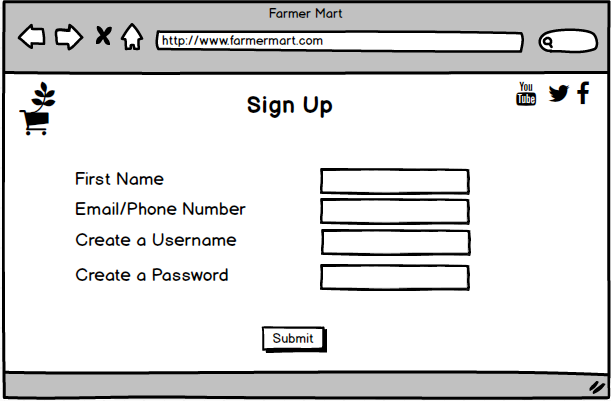 Farmer Mart
http://www.farmermart.com
You
Tube
Sign Up
First Name
Email/Phone Number
Create a Username
Create a Password
Submit